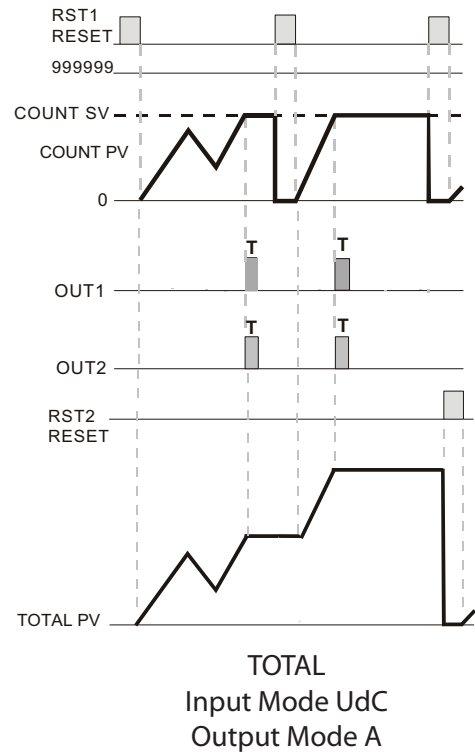 RST1
RESET
999999
COUNT SV
COUNT PV
0
T
T
OUT1
T
T
OUT2
RST2
RESET
TOTAL PV
TOTAL
Input Mode UdC
Output Mode A